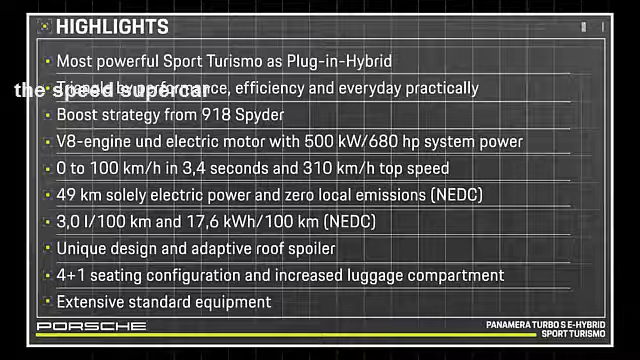 HIGHLIGHTS
Most powerful Sport Turismo as Plug-in-Hybrid
the speed supercar
Triangle by performance, efficiency and everyday practically
Boost strategy from 918 Spyder
V8-engine und electric motor with 500 kW/680 hp system power
0 to 100 km/h in 3,4 seconds and 310 km/h top speed
49 km solely electric power and zero local emissions (NEDC)
3,0 l/100 km and 17,6 kWh/100 km (NEDC)
Unique design and adaptive roof spoiler
4+1 seating configuration and increased luggage compartment
Extensive standard equipment
PORSCHE
PANAMERA TURBO S E-HYBRID
SPORT TURISMO